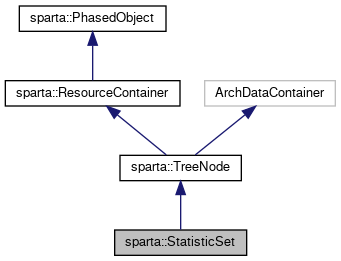 sparta::PhasedObject
sparta::ResourceContainer
ArchDataContainer
sparta::TreeNode
sparta::StatisticSet